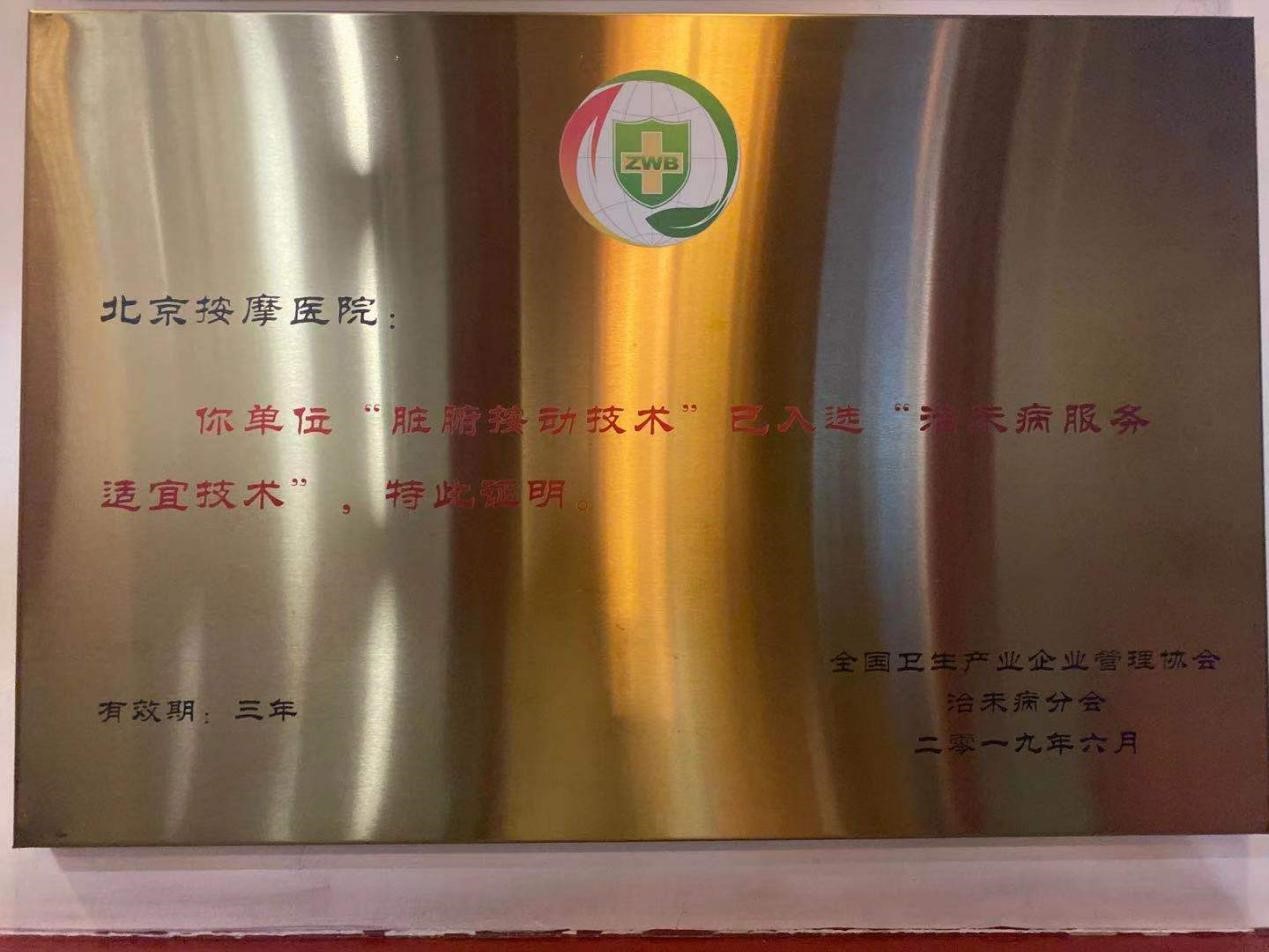 ZWB
北京按摩医院：
你单位“脏腑按动技术”已入选“治未病服务
适宜技术”，特此证明。
全国卫生产业企业管理协会
治未病分会
有效期：三年
二零一九年六月